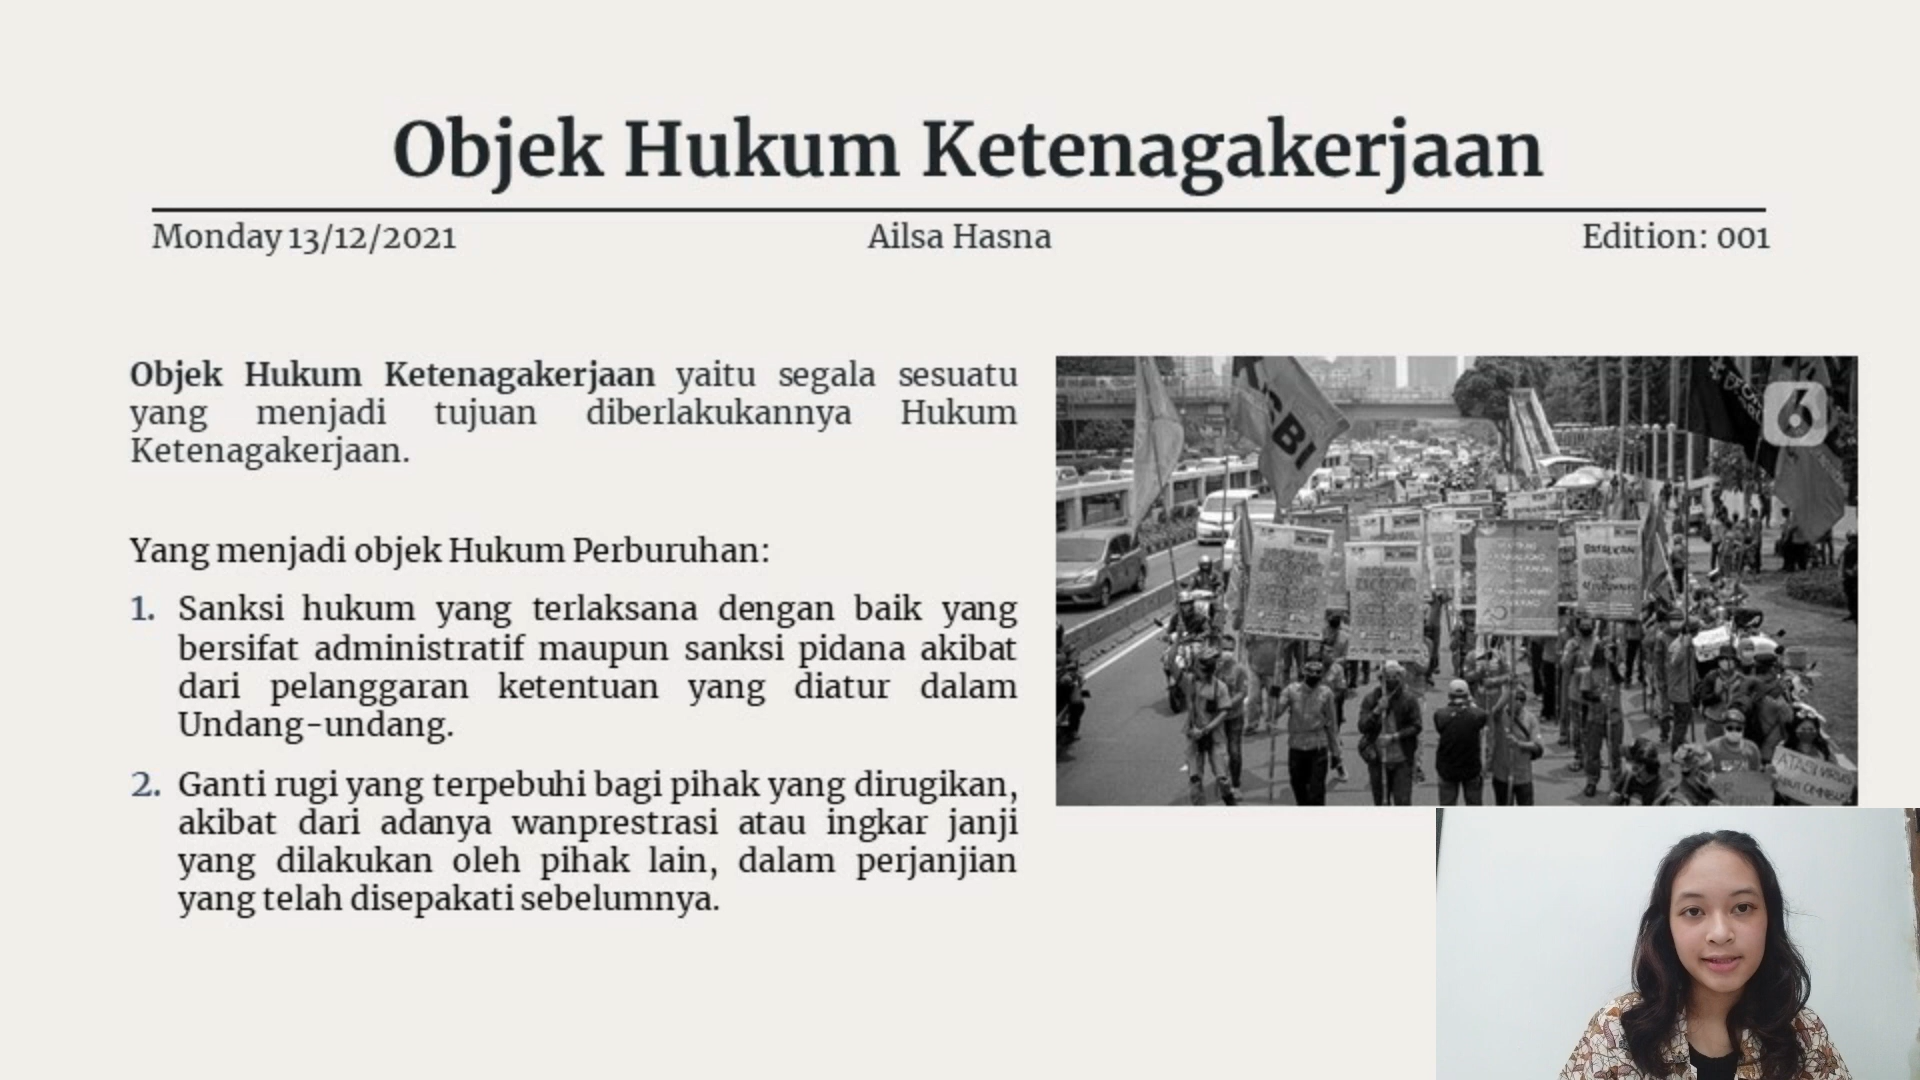 Objek Hukum Ketenagakerjaan
Monday 13/12/2021
Ailsa Hasna
Edition: 001
Objek Hukum Ketenagakerjaan yaitu segala sesuatu
yang menjadi tujuan diberlakukannya Hukum
Ketenagakerjaan.
Yang menjadi objek Hukum Perburuhan:
1. Sanksi hukum yang terlaksana dengan baik yang
bersifat administratif maupun sanksi pidana akibat
dari pelanggaran ketentuan yang diatur dalam
Undang-undang.
2. Ganti rugi yang terpebuhi bagi pihak yang dirugikan,
akibat dari adanya wanprestrasi atau ingkar janji
yang dilakukan oleh pihak lain, dalam perjanjian
yang telah disepakati sebelumnya.
6
BATALKAN
ATASI VIRUS